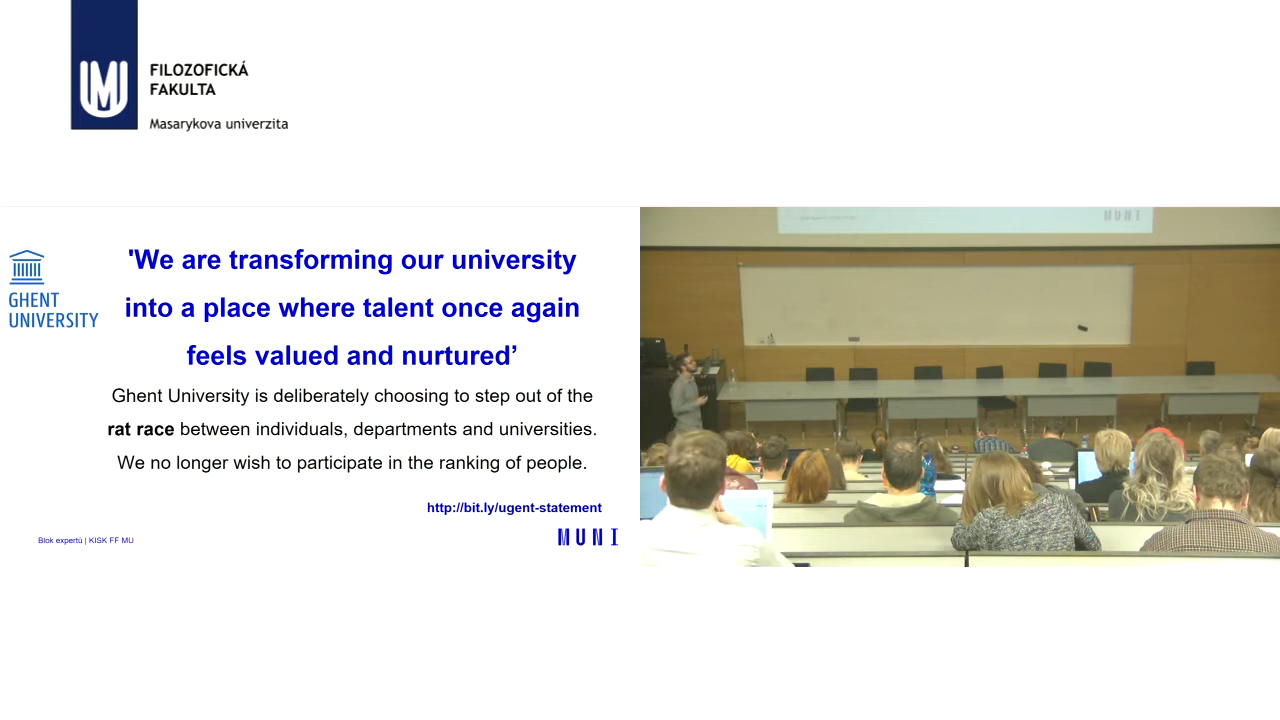 FILOZOFICKÁ
FAKULTA
Masarykova univerzita
GHENT
UNIVERSITY
'We are transforming our university
into a place where talent once again
feels valued and nurtured’
Ghent University is deliberately choosing to step out of the
rat race between individuals, departments and universities.
We no longer wish to participate in the ranking of people.
http://bit.ly/ugent-statement
Blok expertů | KISK FF MU
MUNI
MUNI